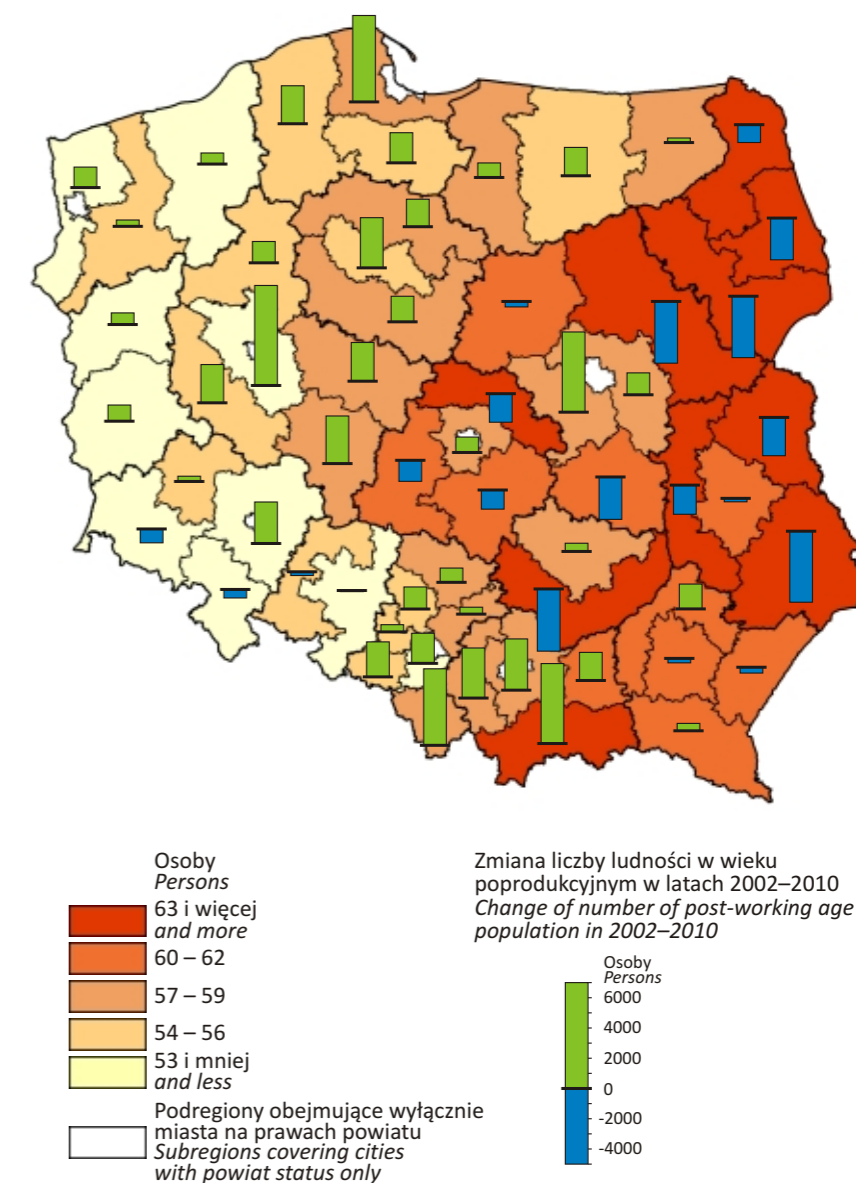 Osoby
Persons
63 i więcej
and more
60 – 62
57 – 59
54 – 56
53 i mniej
and less
Podregiony obejmujące wyłącznie
miasta na prawach powiatu
Subregions covering cities
with powiat status only
Zmiana liczby ludności w wieku
poprodukcyjnym w latach 2002–2010
Change of number of post-working age
population in 2002–2010
Osoby
Persons
6000
4000
2000
0
-2000
-4000